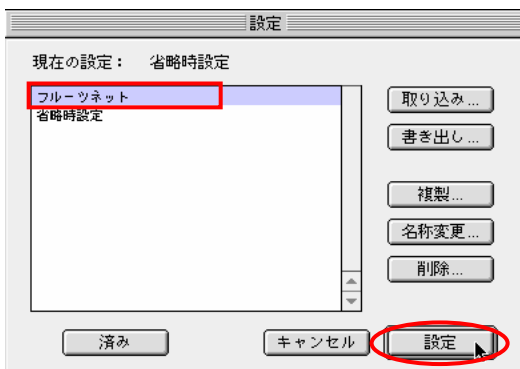 設定
現在の設定： 省略時設定
フルーツネット
省略時設定
取り込み...
書き出し...
複製...
名称変更...
削除...
済み
キャンセル
設定